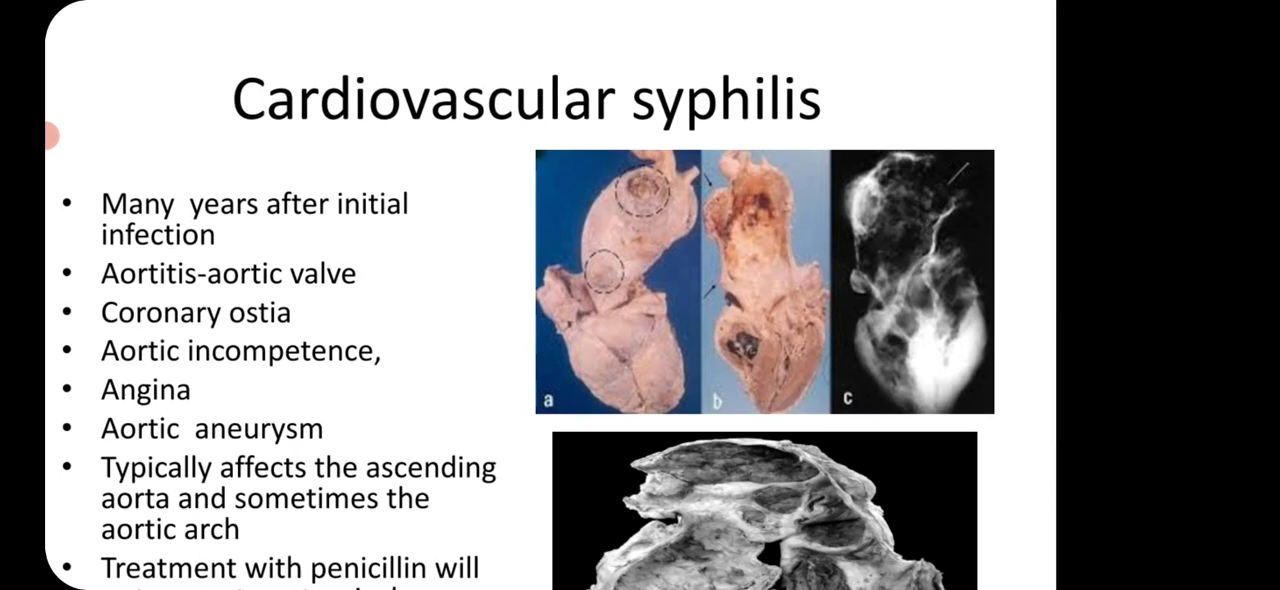 Cardiovascular syphilis
• Many years after initial
infection
• Aortitis-aortic valve
• Coronary ostia
• Aortic incompetence,
• Angina
• Aortic aneurysm
• Typically affects the ascending
aorta and sometimes the
aortic arch
• Treatment with penicillin will
a
b
c